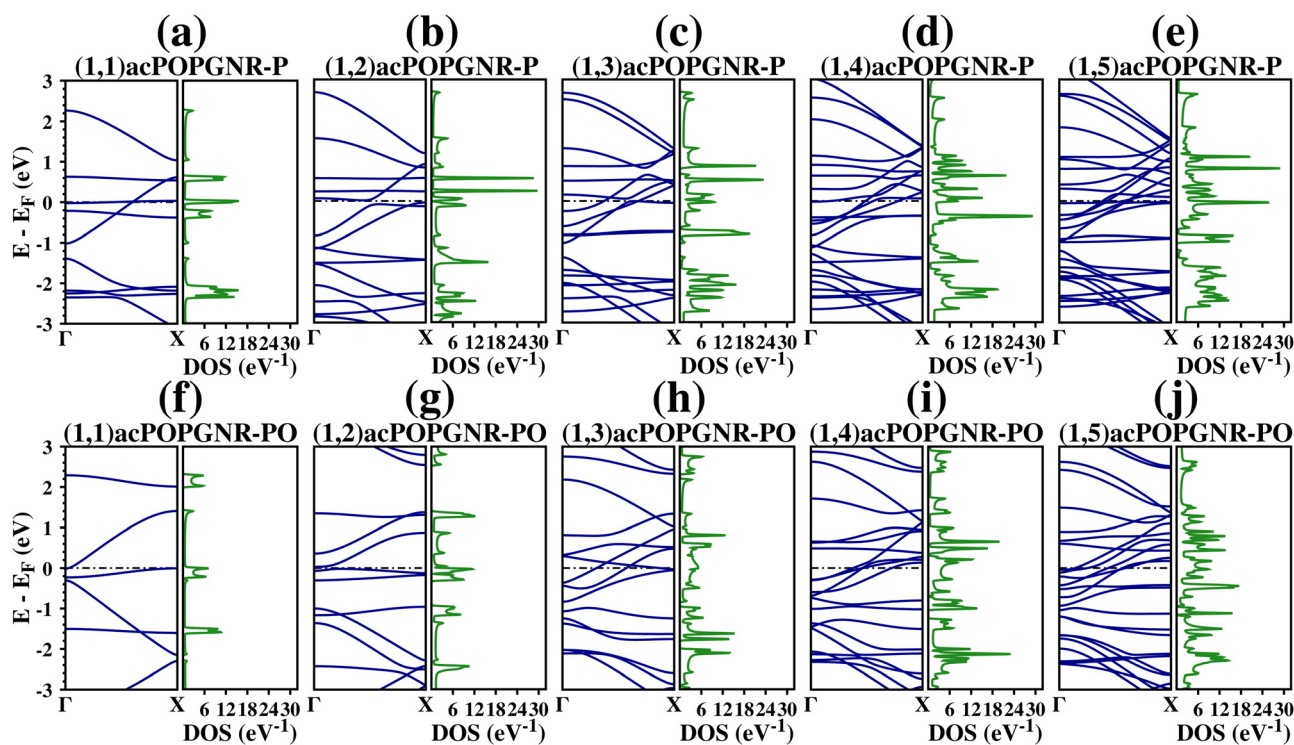 (a) (b) (c) (d) (e)
(1,1)acPOPGNR-P (1,2)acPOPGNR-P (1,3)acPOPGNR-P (1,4)acPOPGNR-P (1,5)acPOPGNR-P
3
2
1
0
-1
-2
-3
E - E_F (eV)
Γ X 6 12 18 24 30 Γ X 6 12 18 24 30 Γ X 6 12 18 24 30 Γ X 6 12 18 24 30 Γ X 6 12 18 24 30
DOS (eV⁻¹) DOS (eV⁻¹) DOS (eV⁻¹) DOS (eV⁻¹) DOS (eV⁻¹)
(f) (g) (h) (i) (j)
(1,1)acPOPGNR-PO (1,2)acPOPGNR-PO (1,3)acPOPGNR-PO (1,4)acPOPGNR-PO (1,5)acPOPGNR-PO
3
2
1
0
-1
-2
-3
E - E_F (eV)
Γ X 6 12 18 24 30 Γ X 6 12 18 24 30 Γ X 6 12 18 24 30 Γ X 6 12 18 24 30 Γ X 6 12 18 24 30
DOS (eV⁻¹) DOS (eV⁻¹) DOS (eV⁻¹) DOS (eV⁻¹) DOS (eV⁻¹)